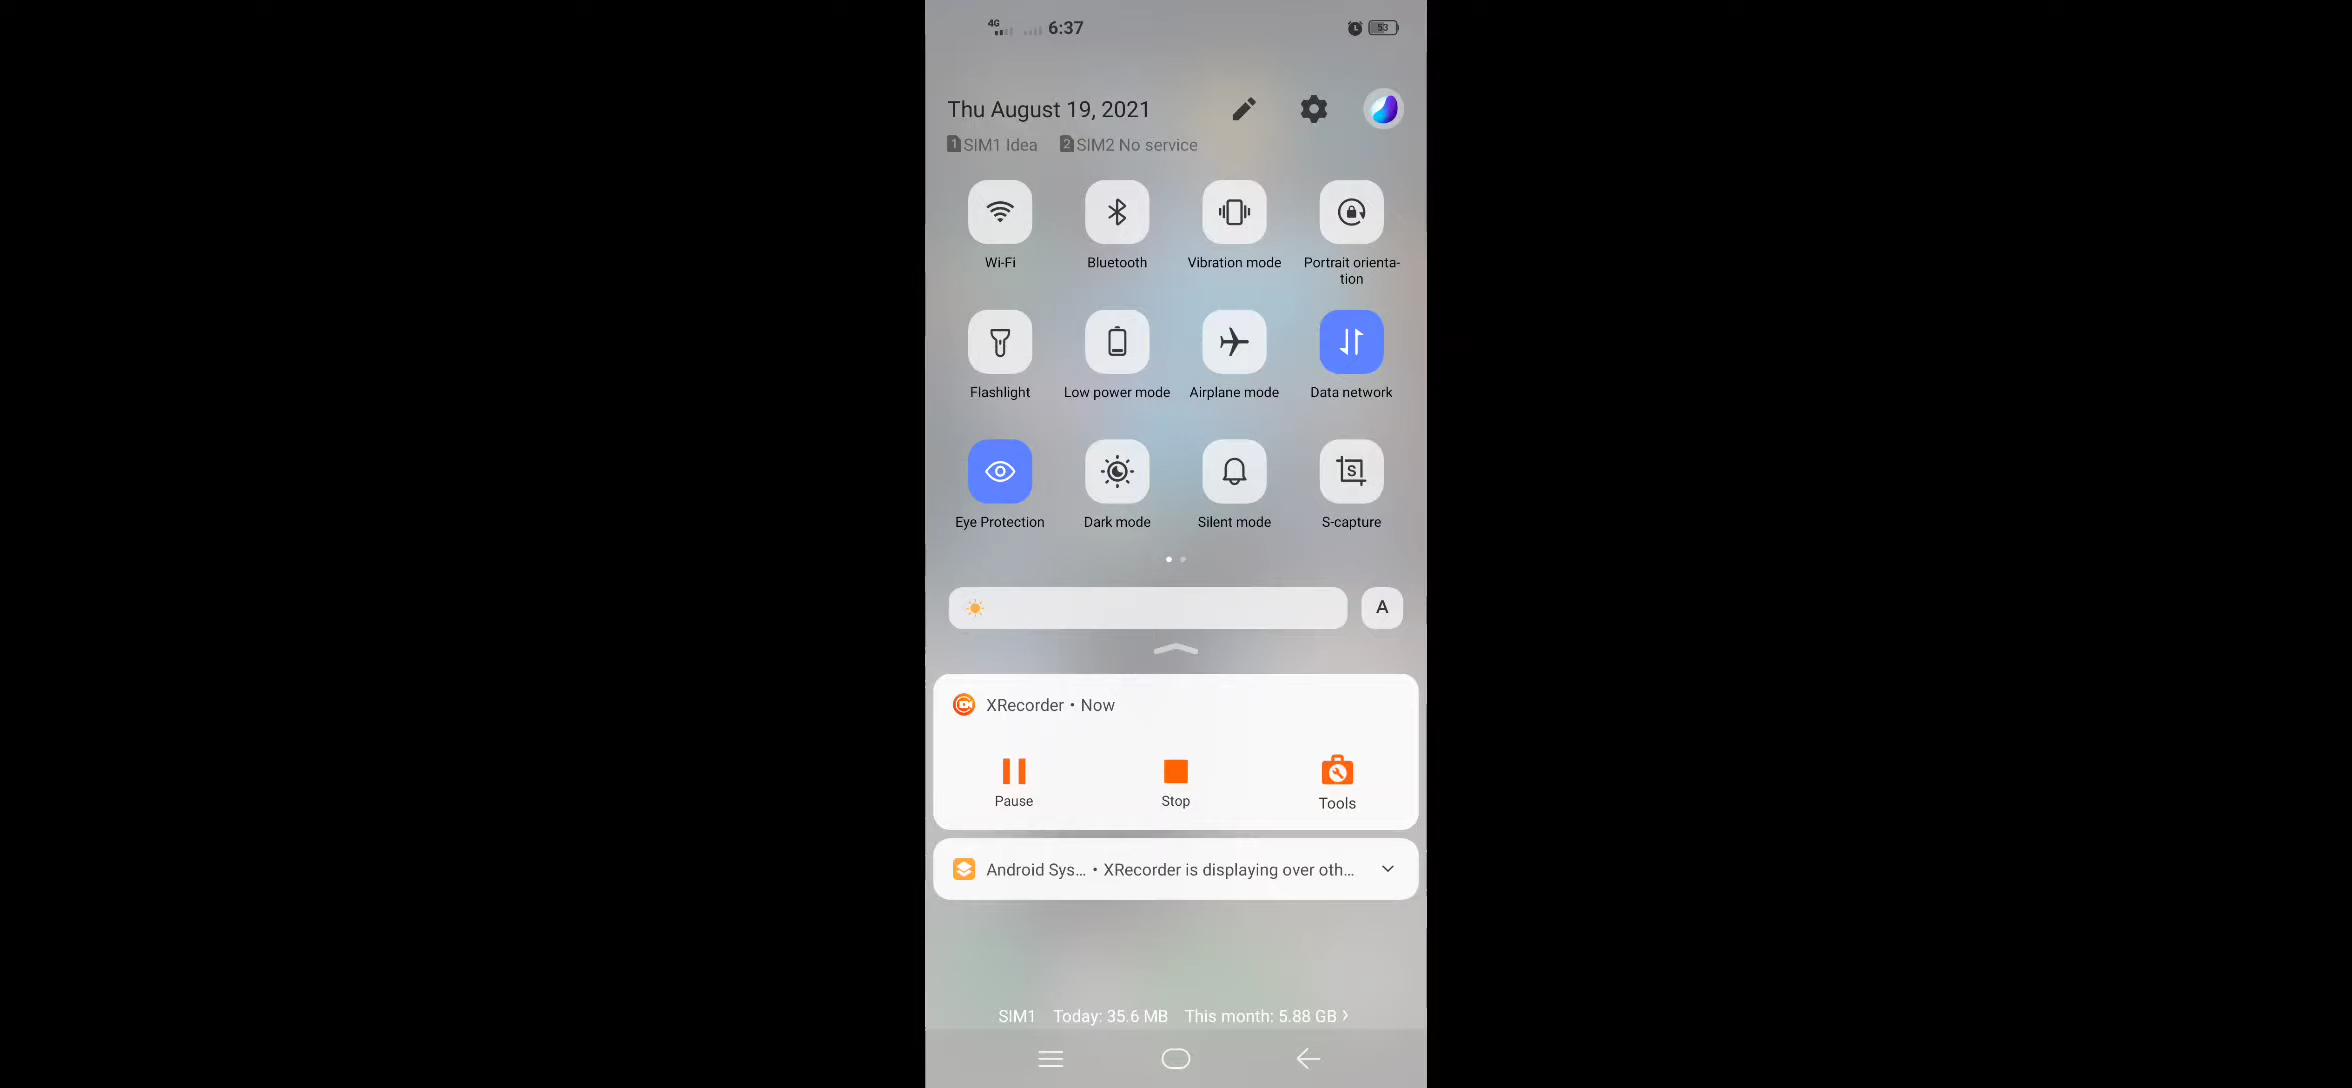 4G 6:37 53
Thu August 19, 2021
1 SIM1 Idea 2 SIM2 No service
Wi-Fi Bluetooth Vibration mode Portrait orienta-
tion
Flashlight Low power mode Airplane mode Data network
S
Eye Protection Dark mode Silent mode S-capture
A
XRecorder • Now
Pause Stop Tools
Android Sys... • XRecorder is displaying over oth...
SIM1 Today: 35.6 MB This month: 5.88 GB